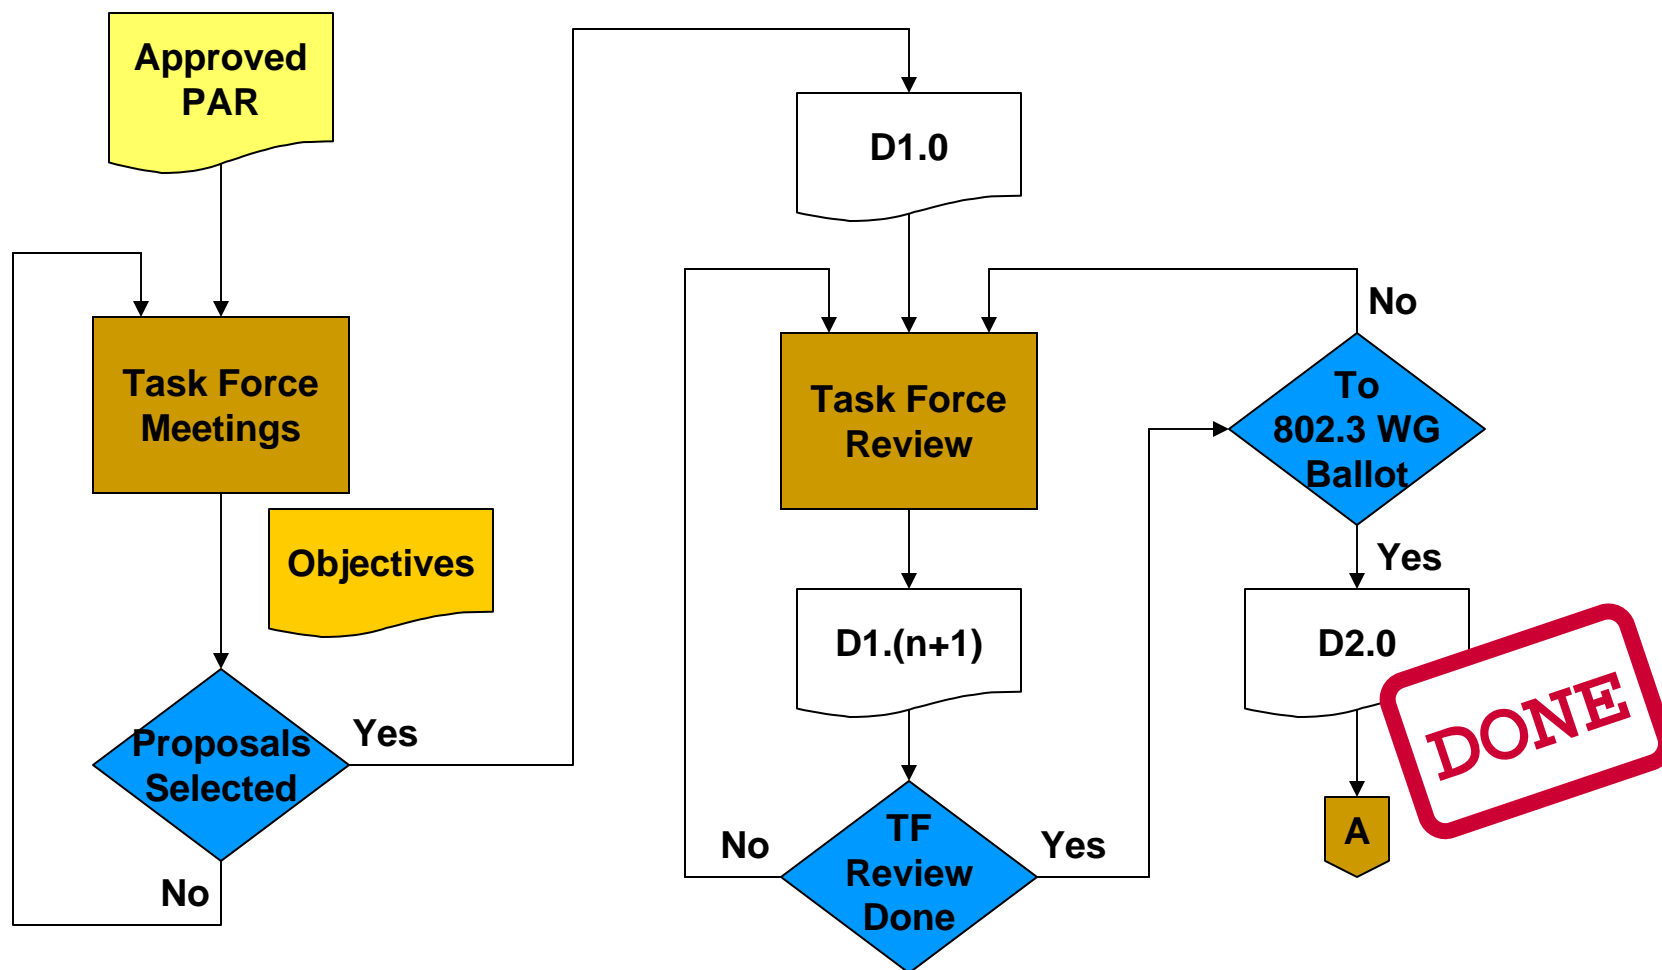 Approved
PAR
Task Force
Meetings
Objectives
Proposals
Selected
Yes
No
D1.0
Task Force
Review
D1.(n+1)
TF
Review
Done
No
Yes
To
802.3 WG
Ballot
No
Yes
D2.0
DONE
A